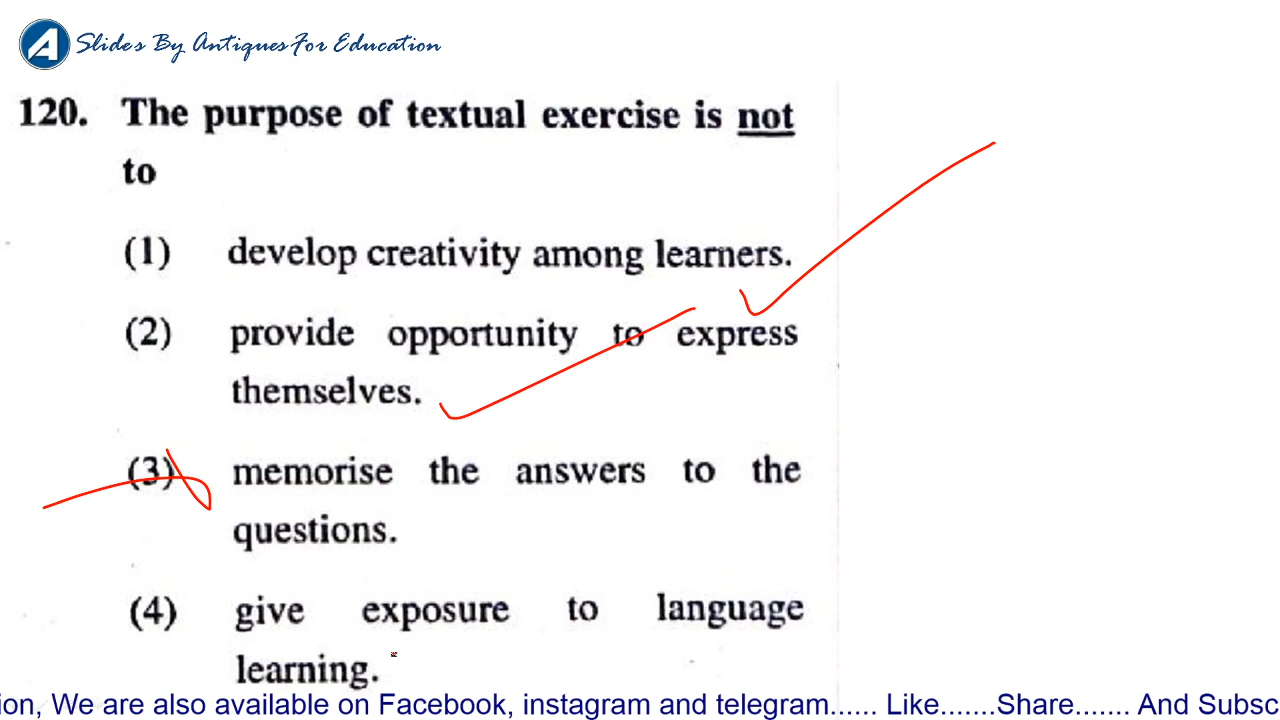 Slides By AntiquesFor Education
120. The purpose of textual exercise is not
to
(1) develop creativity among learners.
(2) provide opportunity to express
themselves.
(3) memorise the answers to the
questions.
(4) give exposure to language
learning.
ion, We are also available on Facebook, instagram and telegram...... Like.......Share....... And Subsc